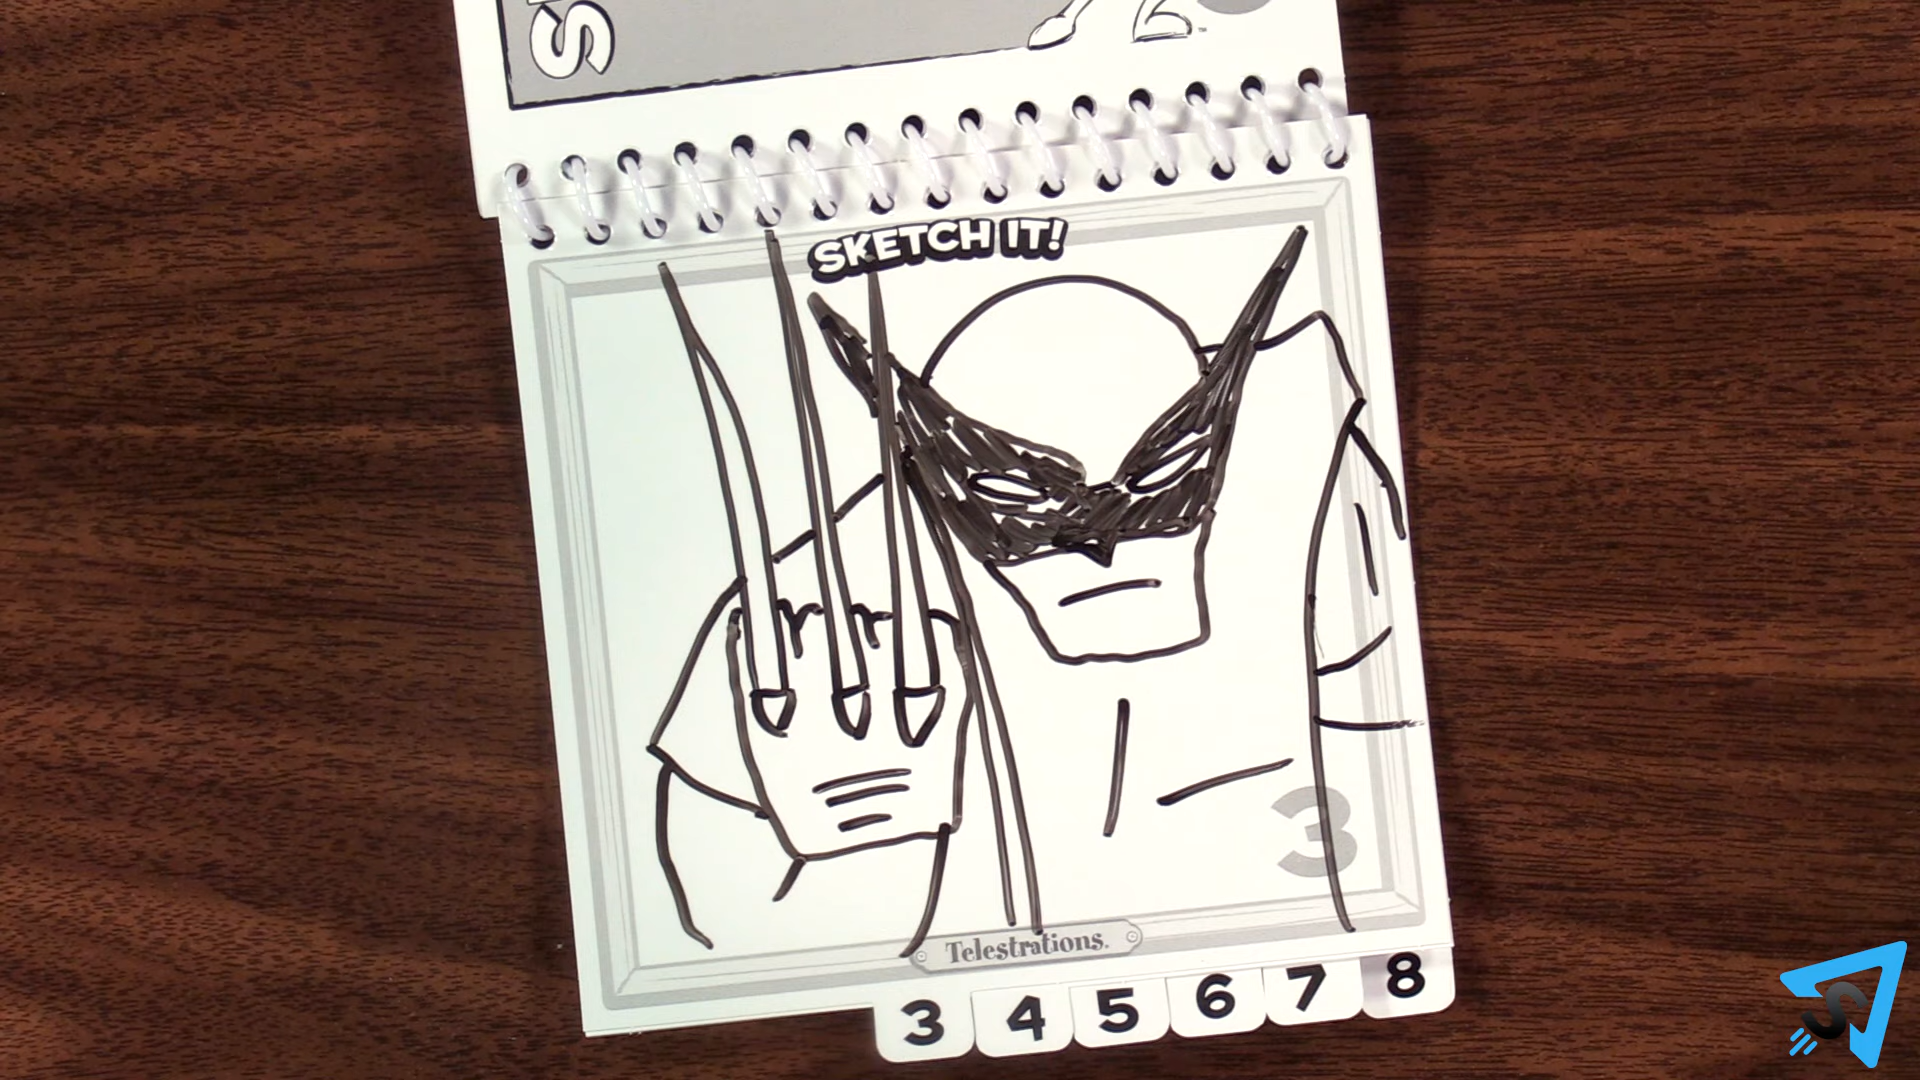 S
SKETCH IT!
3
Telestrations
3 4 5 6 7 8
S